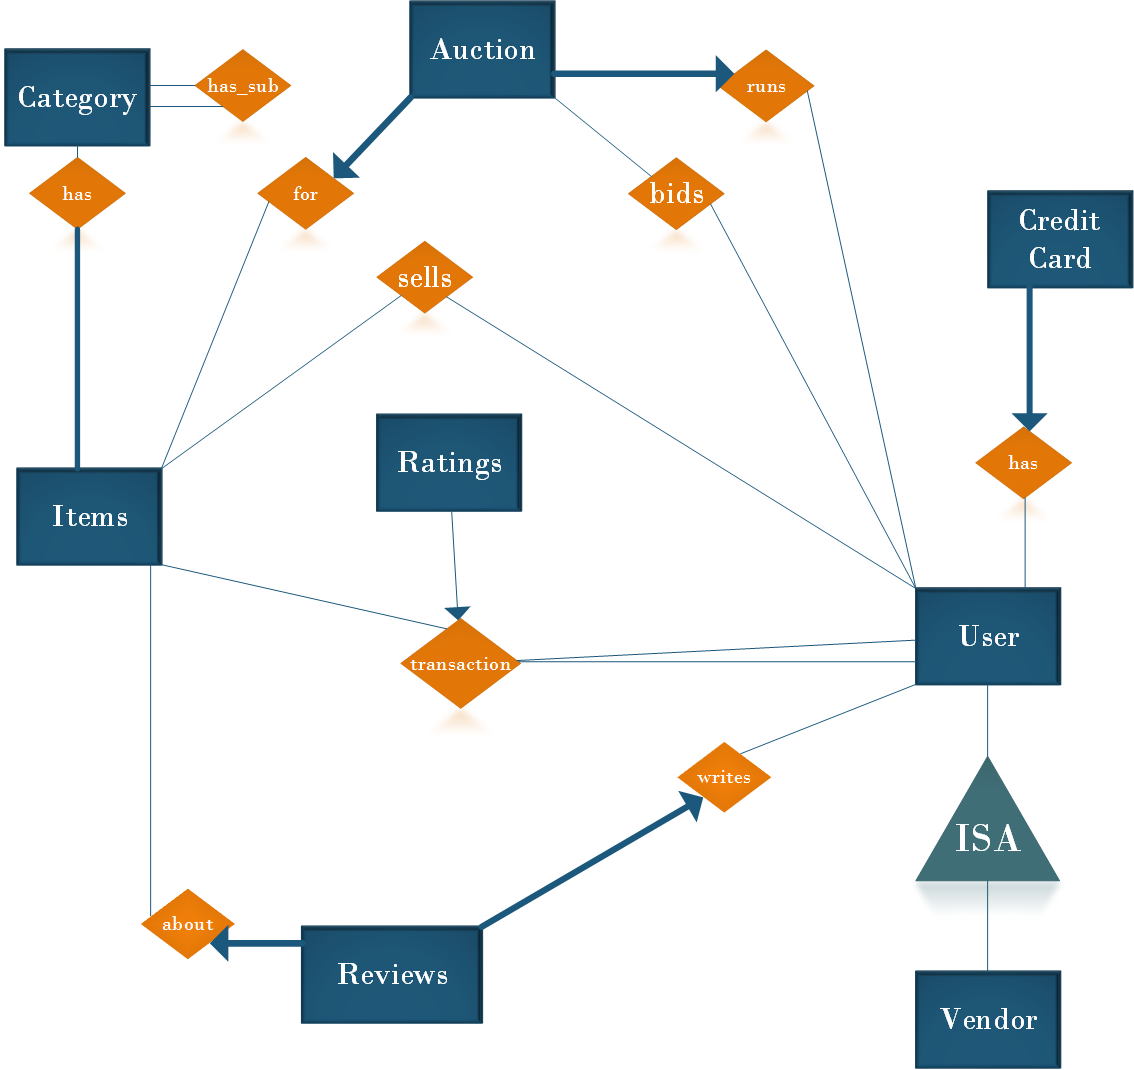 Auction
Category
has_sub
runs
has
for
bids
Credit
Card
sells
Ratings
has
Items
User
transaction
writes
ISA
about
Reviews
Vendor